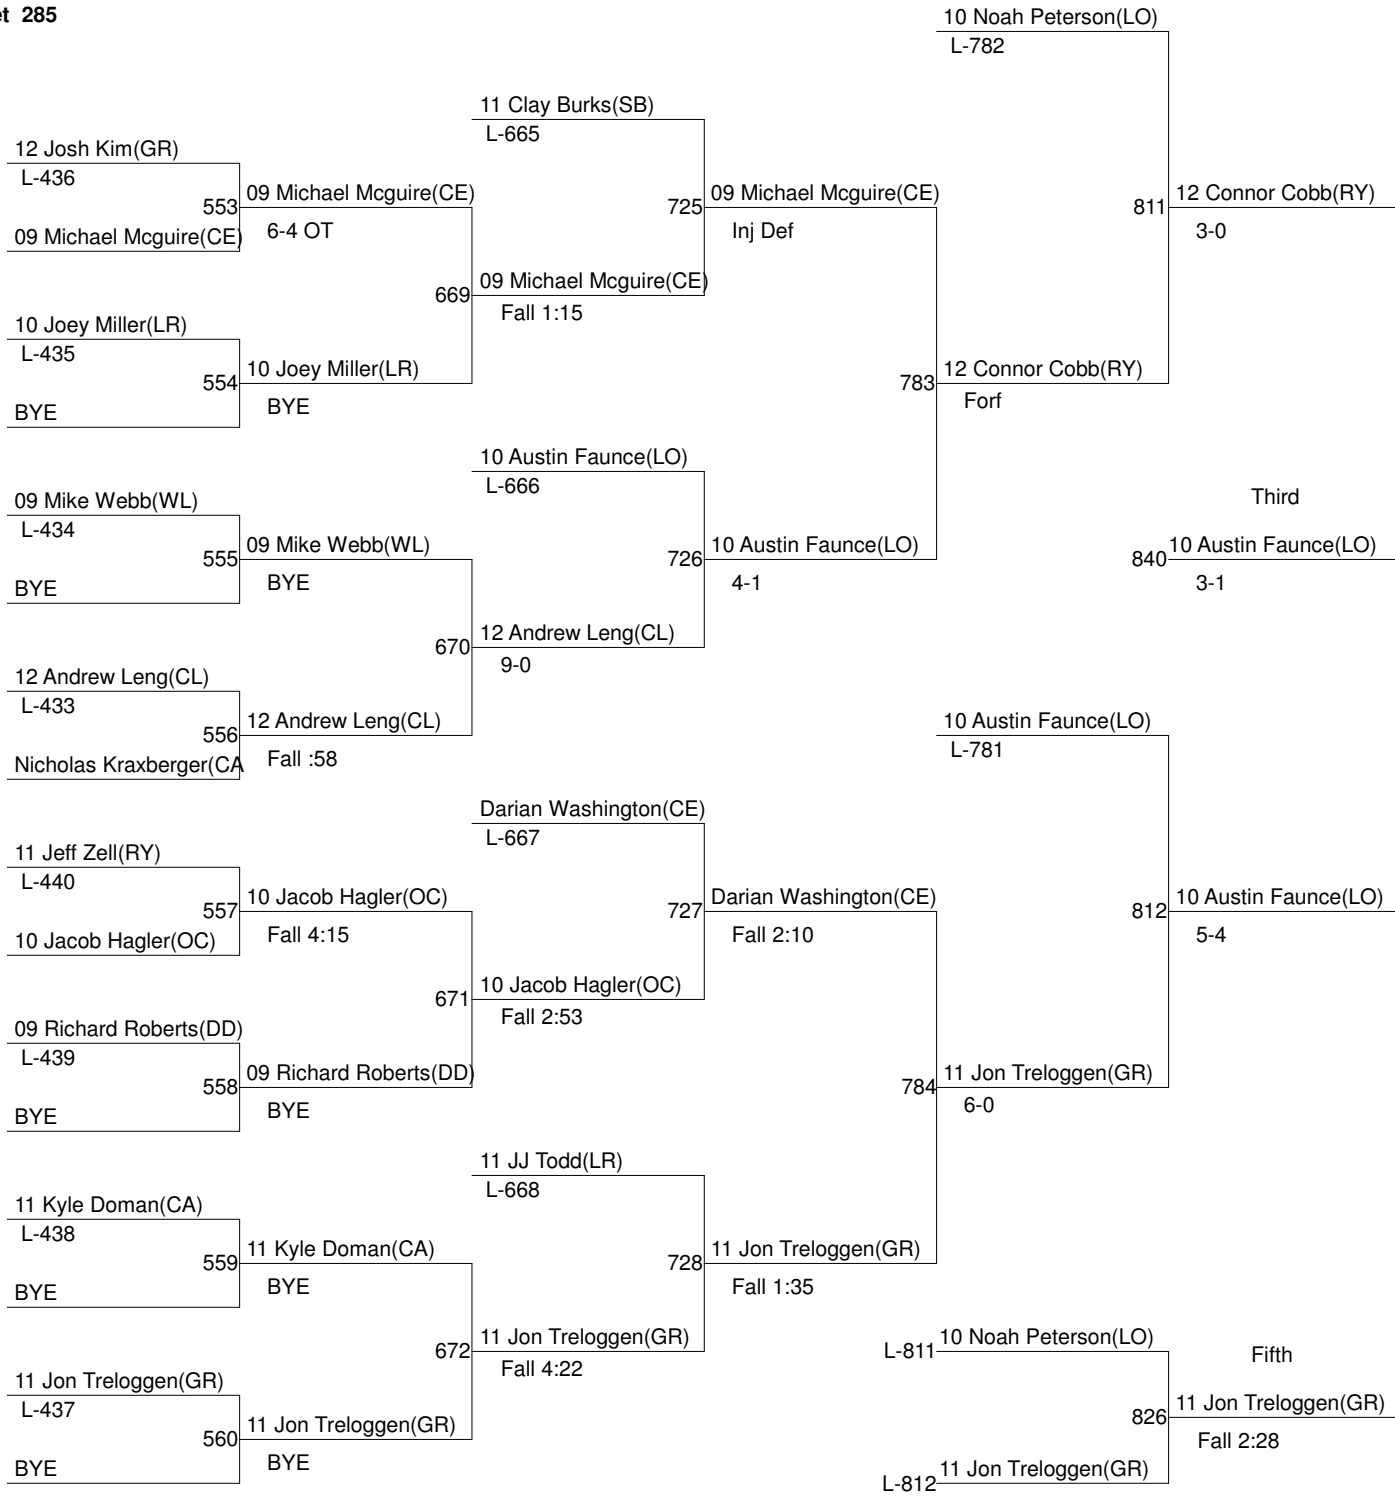 et 285
10 Noah Peterson(LO)
L-782
11 Clay Burks(SB)
L-665
12 Josh Kim(GR)
L-436
553
09 Michael Mcguire(CE)
6-4 OT
09 Michael Mcguire(CE)
725
09 Michael Mcguire(CE)
Inj Def
811
12 Connor Cobb(RY)
3-0
669
09 Michael Mcguire(CE)
Fall 1:15
10 Joey Miller(LR)
L-435
554
10 Joey Miller(LR)
BYE
BYE
783
12 Connor Cobb(RY)
Forf
10 Austin Faunce(LO)
L-666
09 Mike Webb(WL)
L-434
555
09 Mike Webb(WL)
BYE
BYE
726
10 Austin Faunce(LO)
4-1
Third
840
10 Austin Faunce(LO)
3-1
670
12 Andrew Leng(CL)
9-0
12 Andrew Leng(CL)
L-433
556
12 Andrew Leng(CL)
Fall :58
Nicholas Kraxberger(CA
10 Austin Faunce(LO)
L-781
Darian Washington(CE)
L-667
11 Jeff Zell(RY)
L-440
557
10 Jacob Hagler(OC)
Fall 4:15
10 Jacob Hagler(OC)
727
Darian Washington(CE)
Fall 2:10
812
10 Austin Faunce(LO)
5-4
671
10 Jacob Hagler(OC)
Fall 2:53
09 Richard Roberts(DD)
L-439
558
09 Richard Roberts(DD)
BYE
BYE
784
11 Jon Treloggen(GR)
6-0
11 JJ Todd(LR)
L-668
11 Kyle Doman(CA)
L-438
559
11 Kyle Doman(CA)
BYE
BYE
728
11 Jon Treloggen(GR)
Fall 1:35
672
11 Jon Treloggen(GR)
Fall 4:22
L-811
10 Noah Peterson(LO)
Fifth
11 Jon Treloggen(GR)
L-437
560
11 Jon Treloggen(GR)
BYE
BYE
826
11 Jon Treloggen(GR)
Fall 2:28
L-812
11 Jon Treloggen(GR)